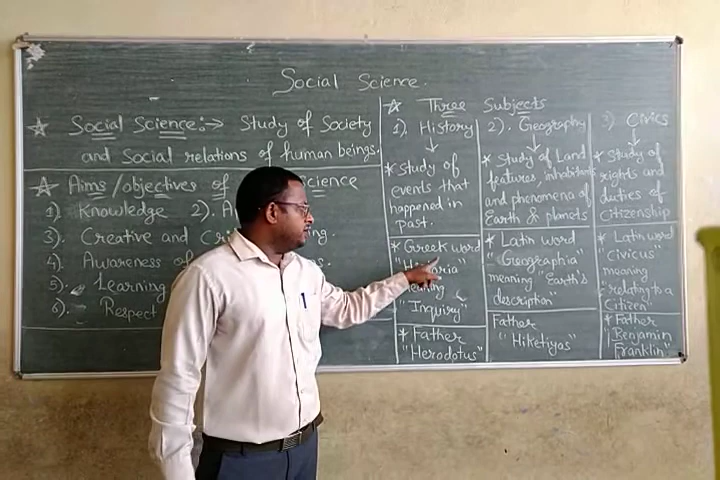 Social Science.
Social Science:→ Study of Society
and Social relations of human beings.
Aims/objectives of Science
1). Knowledge 2).
3). Creative and
4). Awareness of
5). Learning
6). Respect
Three Subjects
1). History
* Study of
events that
happened in
past.
* Greek word
meaning
"Inquiry"
* Father
"Herodotus"
2). Geography
* Study of Land
features, inhabitants
and phenomena of
Earth & planets
* Latin word
"Geographia"
meaning "Earth's
description"
Father
"Hiketiyas"
3) Civics
* Study of
rights and
duties of
Citizenship
* Latin word
"Civicus"
meaning
"relating to a
Citizen"
* Father
"Benjamin
Franklin"